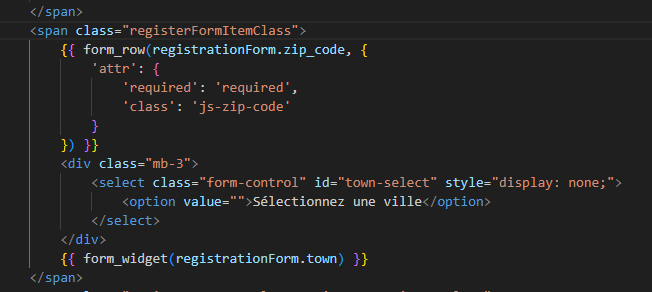 </span>
<span class="registerFormItemClass">
{{ form_row(registrationForm.zip_code, {
'attr': {
'required': 'required',
'class': 'js-zip-code'
}
}) }}
<div class="mb-3">
<select class="form-control" id="town-select" style="display: none;">
<option value="">Sélectionnez une ville</option>
</select>
</div>
{{ form_widget(registrationForm.town) }}
</span>